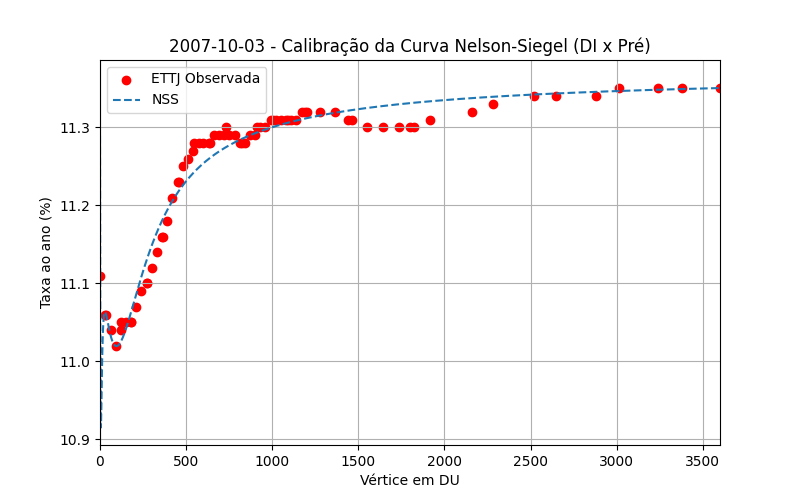 2007-10-03 - Calibração da Curva Nelson-Siegel (DI x Pré)
ETTJ Observada
NSS
Taxa ao ano (%)
11.3
11.2
11.1
11.0
10.9
0 500 1000 1500 2000 2500 3000 3500
Vértice em DU